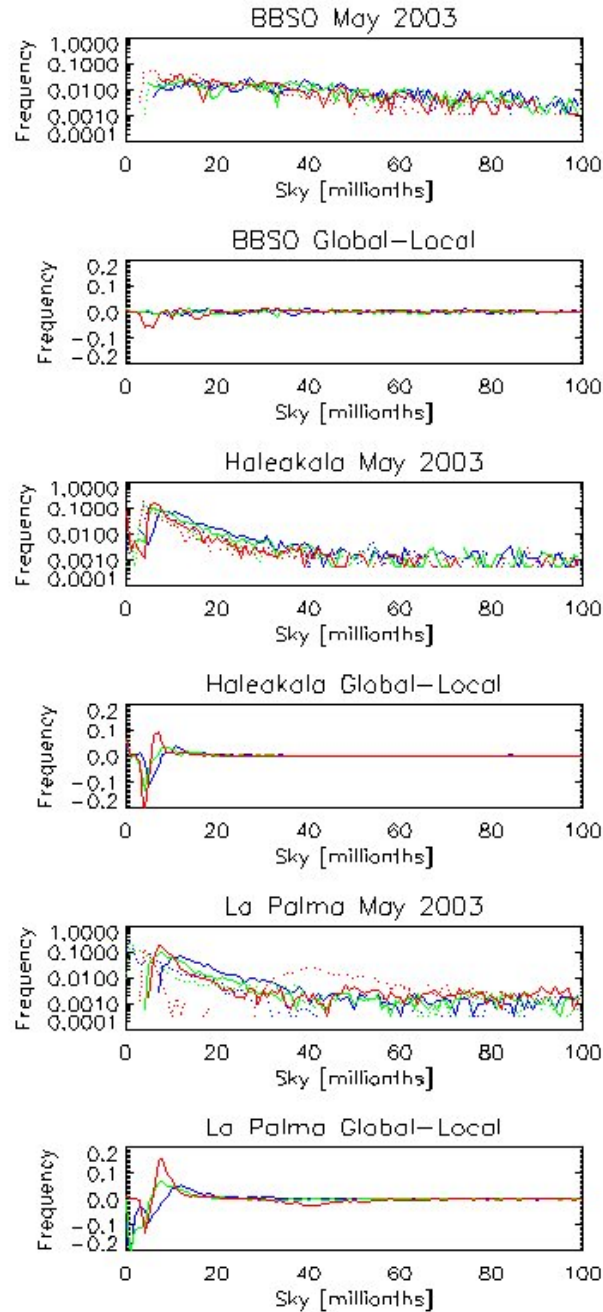 BBSO May 2003
Frequency
1.0000
0.1000
0.0100
0.0010
0.0001
0 20 40 60 80 100
Sky [millionths]
BBSO Global-Local
Frequency
0.2
0.1
0.0
-0.1
-0.2
0 20 40 60 80 100
Sky [millionths]
Haleakala May 2003
Frequency
1.0000
0.1000
0.0100
0.0010
0.0001
0 20 40 60 80 100
Sky [millionths]
Haleakala Global-Local
Frequency
0.2
0.1
0.0
-0.1
-0.2
0 20 40 60 80 100
Sky [millionths]
La Palma May 2003
Frequency
1.0000
0.1000
0.0100
0.0010
0.0001
0 20 40 60 80 100
Sky [millionths]
La Palma Global-Local
Frequency
0.2
0.1
0.0
-0.1
-0.2
0 20 40 60 80 100
Sky [millionths]